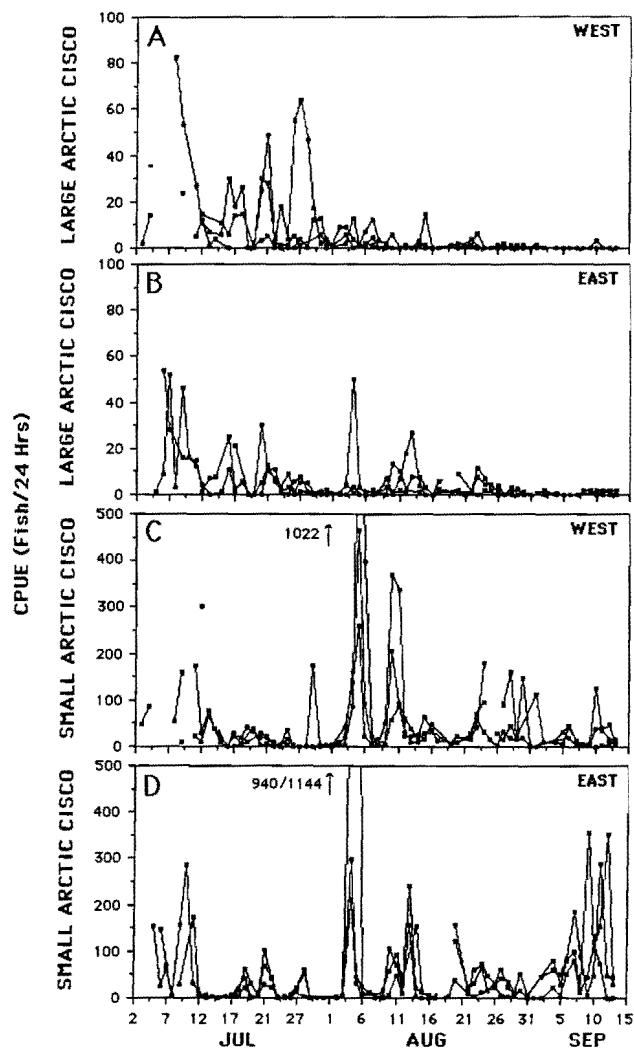 CPUE (Fish/24 Hrs)
A
WEST
LARGE ARCTIC CISCO
100
80
60
40
20
0
B
EAST
LARGE ARCTIC CISCO
100
80
60
40
20
0
C
WEST
1022 ↑
SMALL ARCTIC CISCO
500
400
300
200
100
0
D
EAST
940/1144 ↑
SMALL ARCTIC CISCO
500
400
300
200
100
0
2 7 12 17 21 27 1 6 11 16 21 26 31 5 10 15
JUL AUG SEP